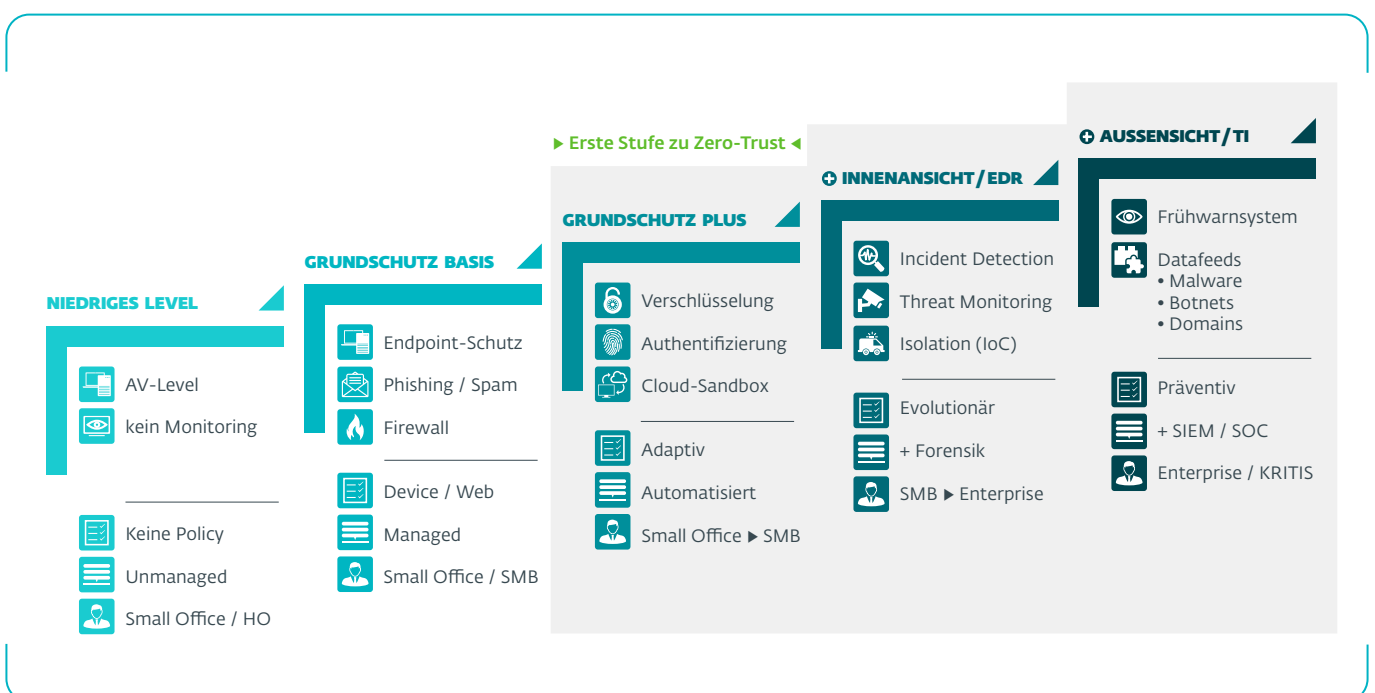 NIEDRIGES LEVEL
AV-Level
kein Monitoring
Keine Policy
Unmanaged
Small Office / HO
GRUNDSCHUTZ BASIS
Endpoint-Schutz
Phishing / Spam
Firewall
Device / Web
Managed
Small Office / SMB
▶ Erste Stufe zu Zero-Trust ◀
GRUNDSCHUTZ PLUS
Verschlüsselung
Authentifizierung
Cloud-Sandbox
Adaptiv
Automatisiert
Small Office ▶ SMB
+ INNENANSICHT / EDR
Incident Detection
Threat Monitoring
Isolation (IoC)
Evolutionär
+ Forensik
SMB ▶ Enterprise
+ AUSSENSICHT / TI
Frühwarnsystem
Datafeeds
• Malware
• Botnets
• Domains
Präventiv
+ SIEM / SOC
Enterprise / KRITIS